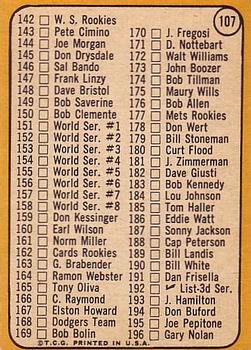 107
142 W. S. Rookies
143 Pete Cimino
144 Joe Morgan
145 Don Drysdale
146 Sal Bando
147 Frank Linzy
148 Dave Bristol
149 Bob Saverine
150 Bob Clemente
151 World Ser. #1
152 World Ser. #2
153 World Ser. #3
154 World Ser. #4
155 World Ser. #5
156 World Ser. #6
157 World Ser. #7
158 World Ser. #8
159 Don Kessinger
160 Earl Wilson
161 Norm Miller
162 Cards Rookies
163 G. Brabender
164 Ramon Webster
165 Tony Oliva
166 C. Raymond
167 Elston Howard
168 Dodgers Team
169 Bob Bolin
170 J. Fregosi
171 D. Nottebart
172 Walt Williams
173 John Boozer
174 Bob Tillman
175 Maury Wills
176 Bob Allen
177 Mets Rookies
178 Don Wert
179 Bill Stoneman
180 Curt Flood
181 J. Zimmerman
182 Dave Giusti
183 Bob Kennedy
184 Lou Johnson
185 Tom Haller
186 Eddie Watt
187 Sonny Jackson
188 Cap Peterson
189 Bill Landis
190 Bill White
191 Dan Frisella
192 List-3d Ser.
193 J. Hamilton
194 Don Buford
195 Joe Pepitone
196 Gary Nolan
©T.C.G. PRINTED IN U.S.A.